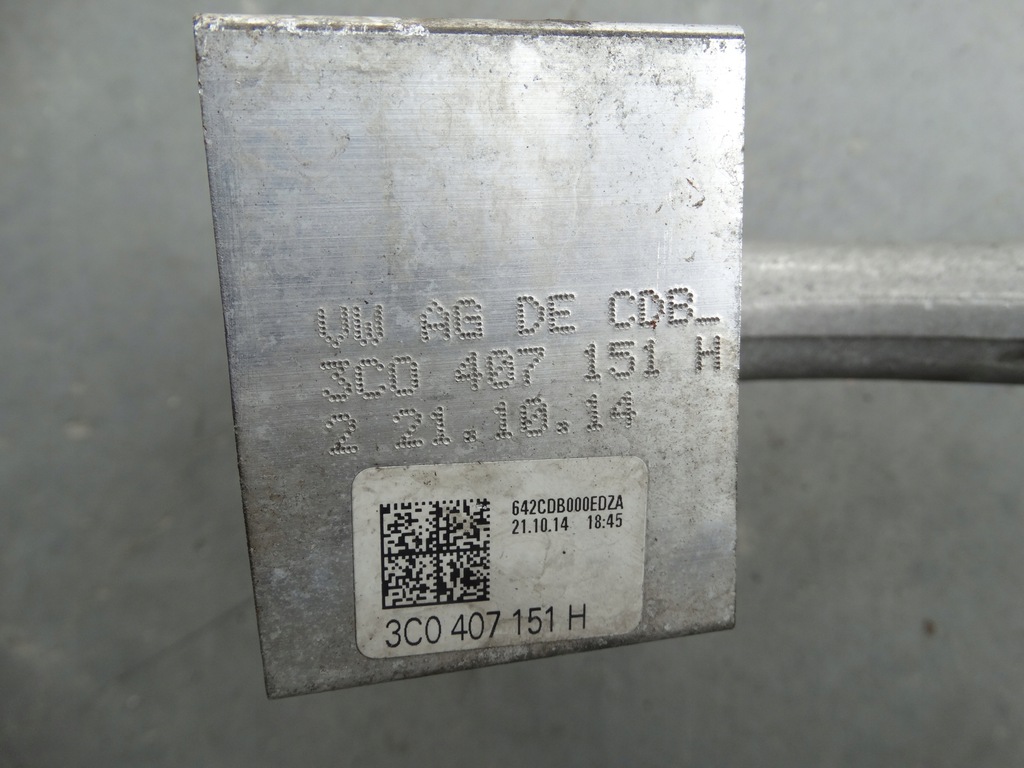 VW AG DE CDB_
3C0 407 151 H
2.21.10.14
642CDB000EDZA
21.10.14 18:45
3C0 407 151 H